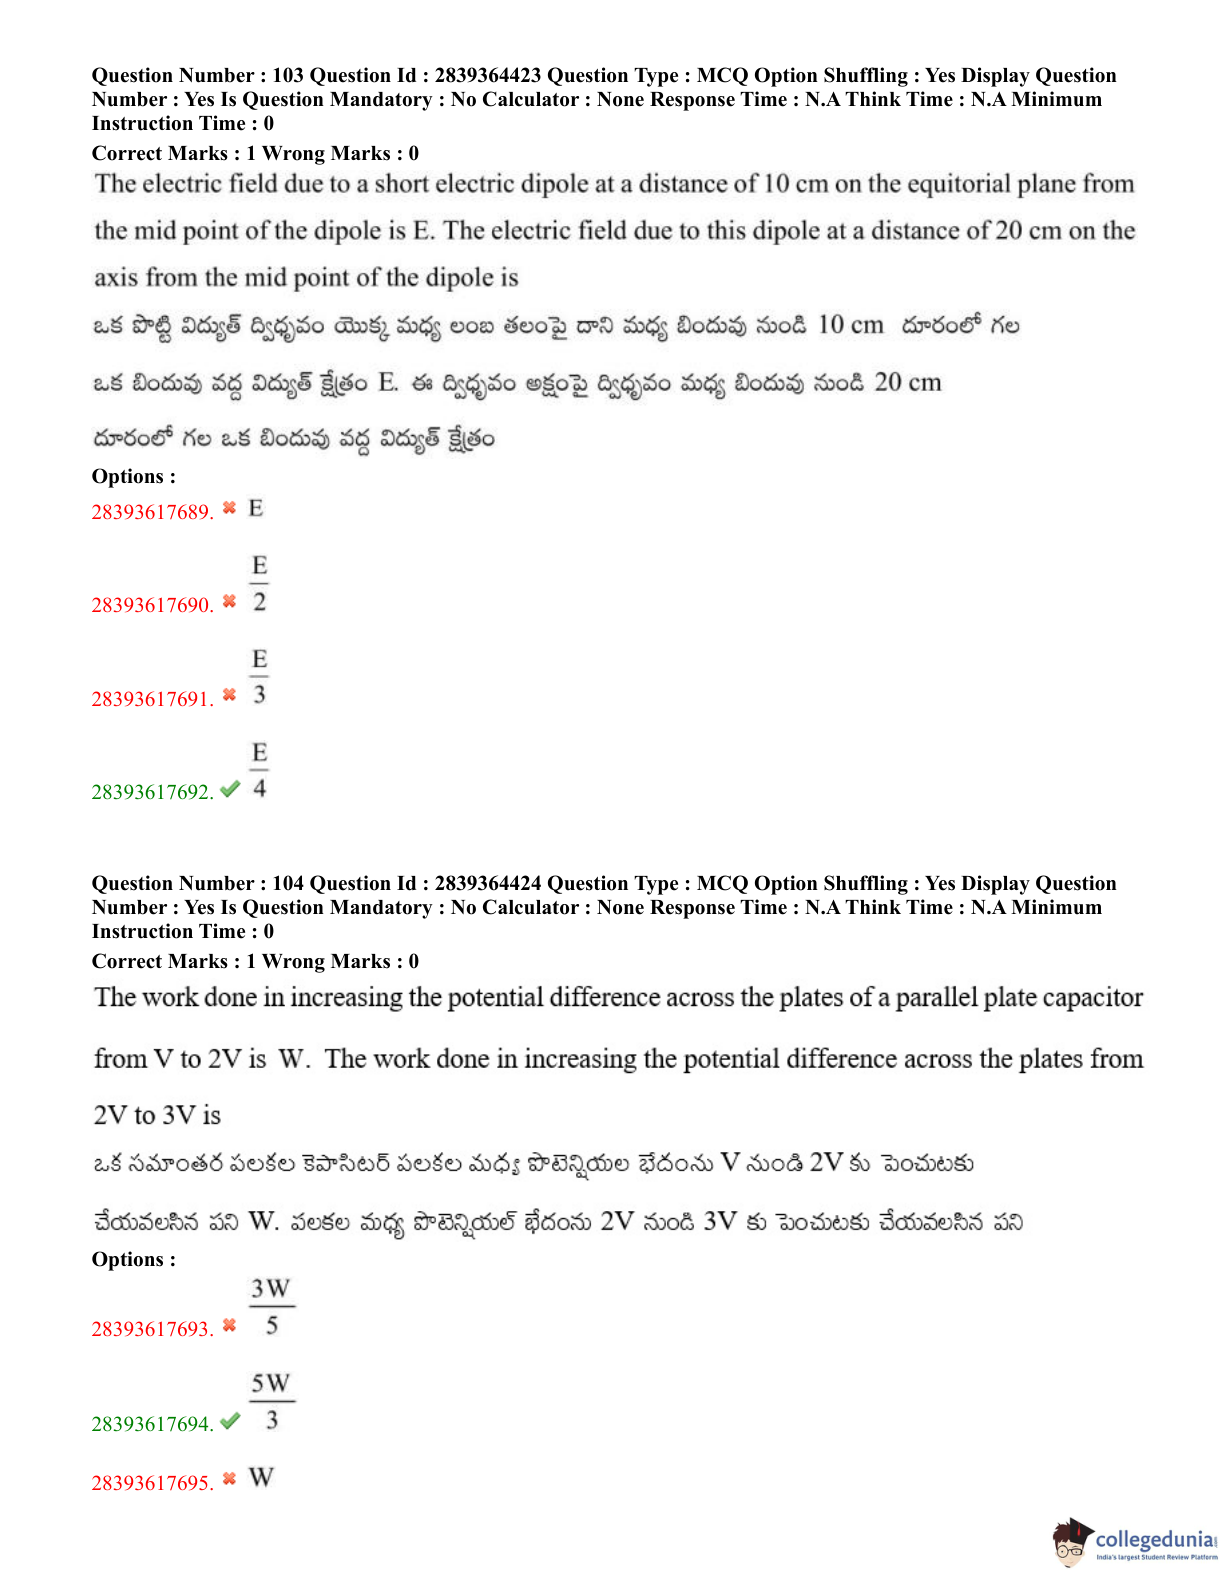 Question Number : 103 Question Id : 2839364423 Question Type : MCQ Option Shuffling : Yes Display Question
Number : Yes Is Question Mandatory : No Calculator : None Response Time : N.A Think Time : N.A Minimum
Instruction Time : 0
Correct Marks : 1 Wrong Marks : 0
The electric field due to a short electric dipole at a distance of 10 cm on the equitorial plane from
the mid point of the dipole is E. The electric field due to this dipole at a distance of 20 cm on the
axis from the mid point of the dipole is
ఒక పొట్టి విద్యుత్ ద్విధృవం యొక్క మధ్య లంబ తలంపై దాని మధ్య బిందువు నుండి 10 cm దూరంలో గల
ఒక బిందువు వద్ద విద్యుత్ క్షేత్రం E. ఈ ద్విధృవం అక్షంపై ద్విధృవం మధ్య బిందువు నుండి 20 cm
దూరంలో గల ఒక బిందువు వద్ద విద్యుత్ క్షేత్రం
Options :
28393617689. ✖ E
28393617690. ✖ E/2
28393617691. ✖ E/3
28393617692. ✔ E/4
Question Number : 104 Question Id : 2839364424 Question Type : MCQ Option Shuffling : Yes Display Question
Number : Yes Is Question Mandatory : No Calculator : None Response Time : N.A Think Time : N.A Minimum
Instruction Time : 0
Correct Marks : 1 Wrong Marks : 0
The work done in increasing the potential difference across the plates of a parallel plate capacitor
from V to 2V is W. The work done in increasing the potential difference across the plates from
2V to 3V is
ఒక సమాంతర పలకల కెపాసిటర్ పలకల మధ్య పొటెన్షియల భేదంను V నుండి 2V కు పెంచుటకు
చేయవలసిన పని W. పలకల మధ్య పొటెన్షియల్ భేదంను 2V నుండి 3V కు పెంచుటకు చేయవలసిన పని
Options :
28393617693. ✖ 3W/5
28393617694. ✔ 5W/3
28393617695. ✖ W
collegedunia
India's largest Student Review Platform